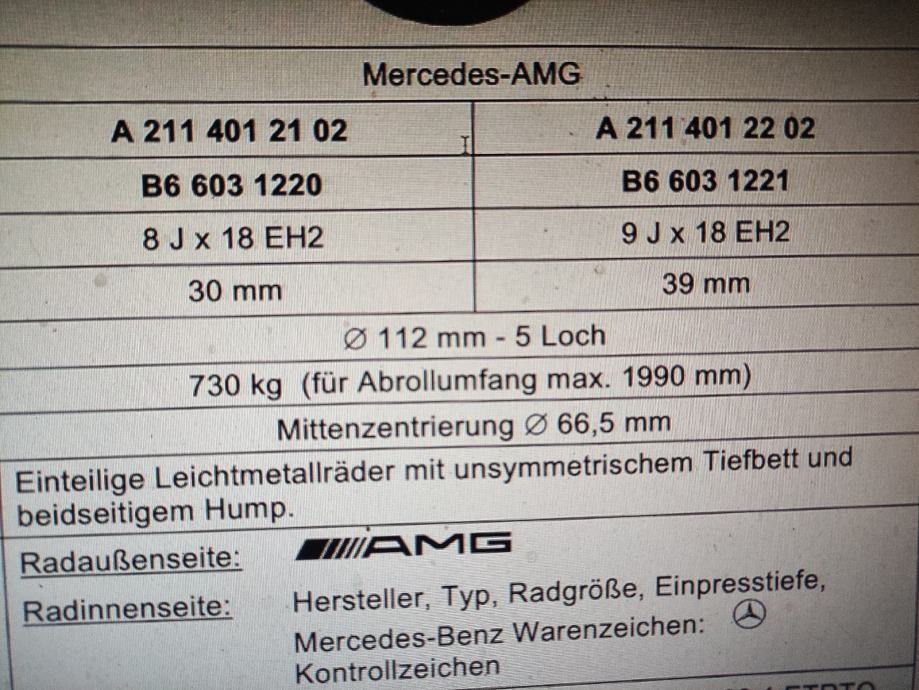 Mercedes-AMG
A 211 401 21 02 A 211 401 22 02
B6 603 1220 B6 603 1221
8 J x 18 EH2 9 J x 18 EH2
30 mm 39 mm
Ø 112 mm - 5 Loch
730 kg (für Abrollumfang max. 1990 mm)
Mittenzentrierung Ø 66,5 mm
Einteilige Leichtmetallräder mit unsymmetrischem Tiefbett und
beidseitigem Hump.
Radaußenseite: AMG
Radinnenseite: Hersteller, Typ, Radgröße, Einpresstiefe,
Mercedes-Benz Warenzeichen:
Kontrollzeichen